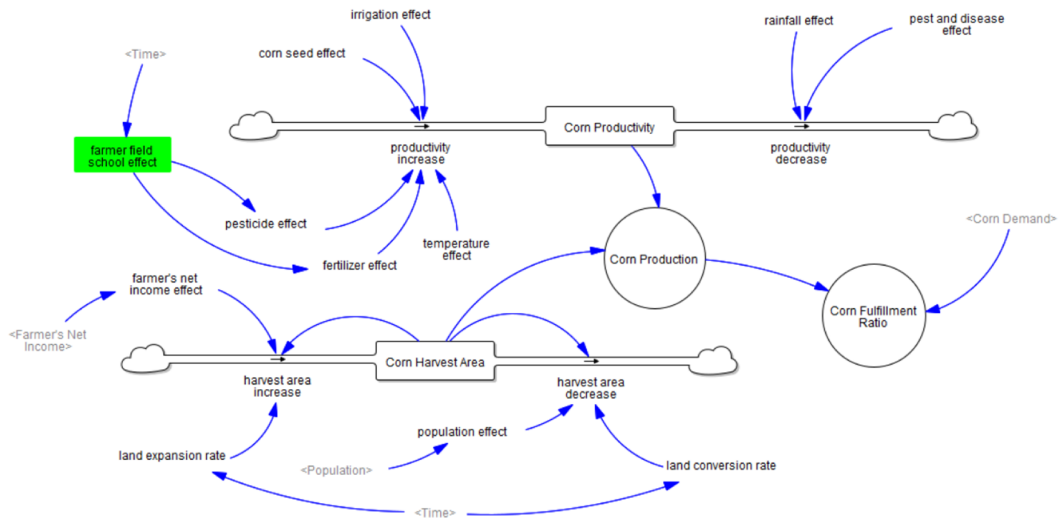 irrigation effect
rainfall effect
pest and disease
effect
corn seed effect
<Time>
Corn Productivity
farmer field
school effect
productivity
increase
productivity
decrease
pesticide effect
<Corn Demand>
temperature
effect
fertilizer effect
Corn Production
farmer's net
income effect
Corn Fulfillment
Ratio
<Farmer's Net
Income>
Corn Harvest Area
harvest area
increase
harvest area
decrease
population effect
land expansion rate
<Population>
land conversion rate
<Time>